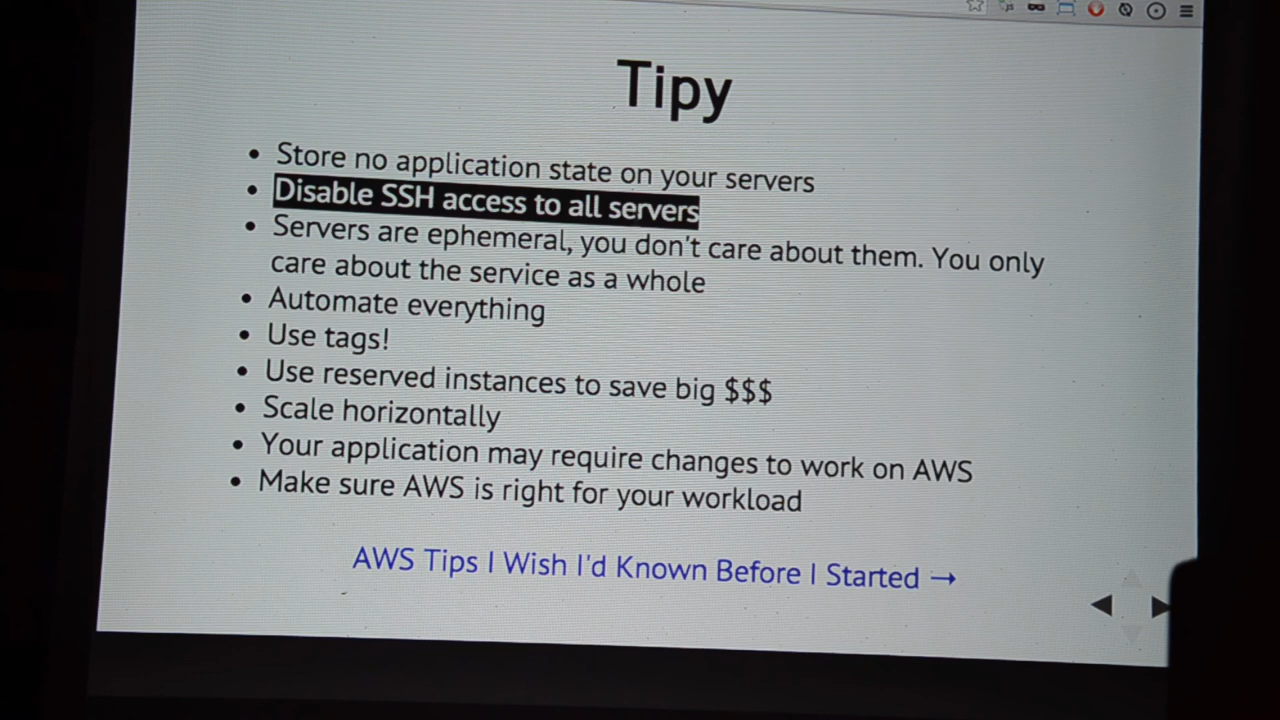 Tipy
• Store no application state on your servers
• Disable SSH access to all servers
• Servers are ephemeral, you don't care about them. You only
care about the service as a whole
• Automate everything
• Use tags!
• Use reserved instances to save big $$$
• Scale horizontally
• Your application may require changes to work on AWS
• Make sure AWS is right for your workload
AWS Tips I Wish I'd Known Before I Started →